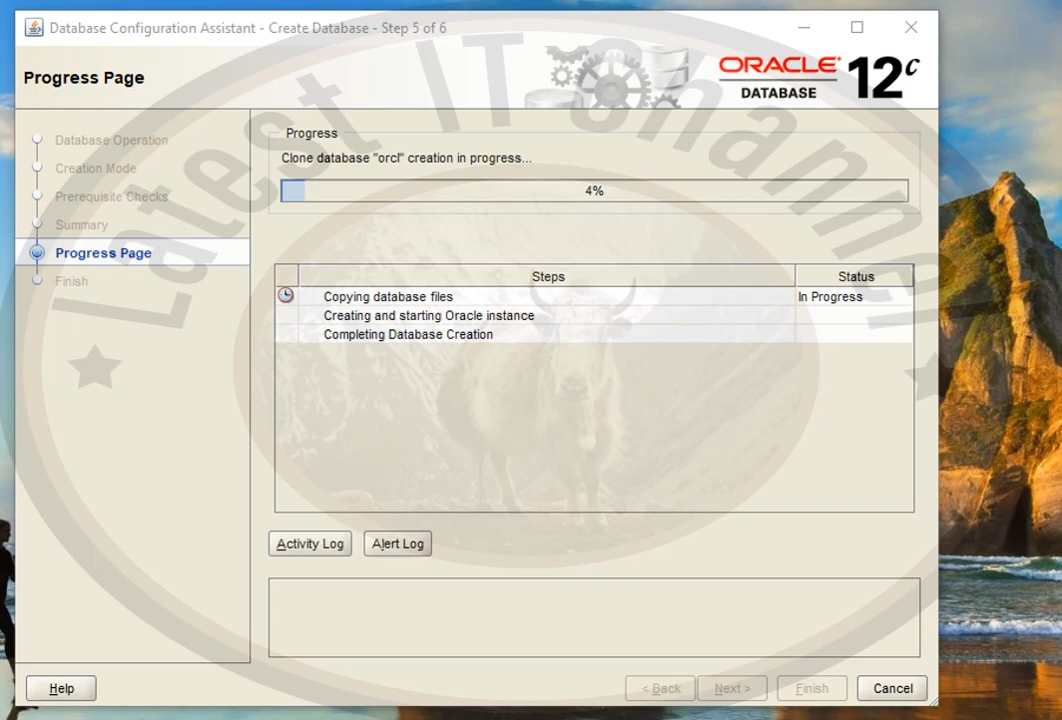 Database Configuration Assistant - Create Database - Step 5 of 6
Progress Page
ORACLE
DATABASE
12c
Database Operation
Creation Mode
Prerequisite Checks
Summary
Progress Page
Finish
Progress
Clone database "orcl" creation in progress...
4%
Steps
Status
Copying database files
In Progress
Creating and starting Oracle instance
Completing Database Creation
Activity Log
Alert Log
Help
< Back
Next >
Finish
Cancel
Latest IT Channel